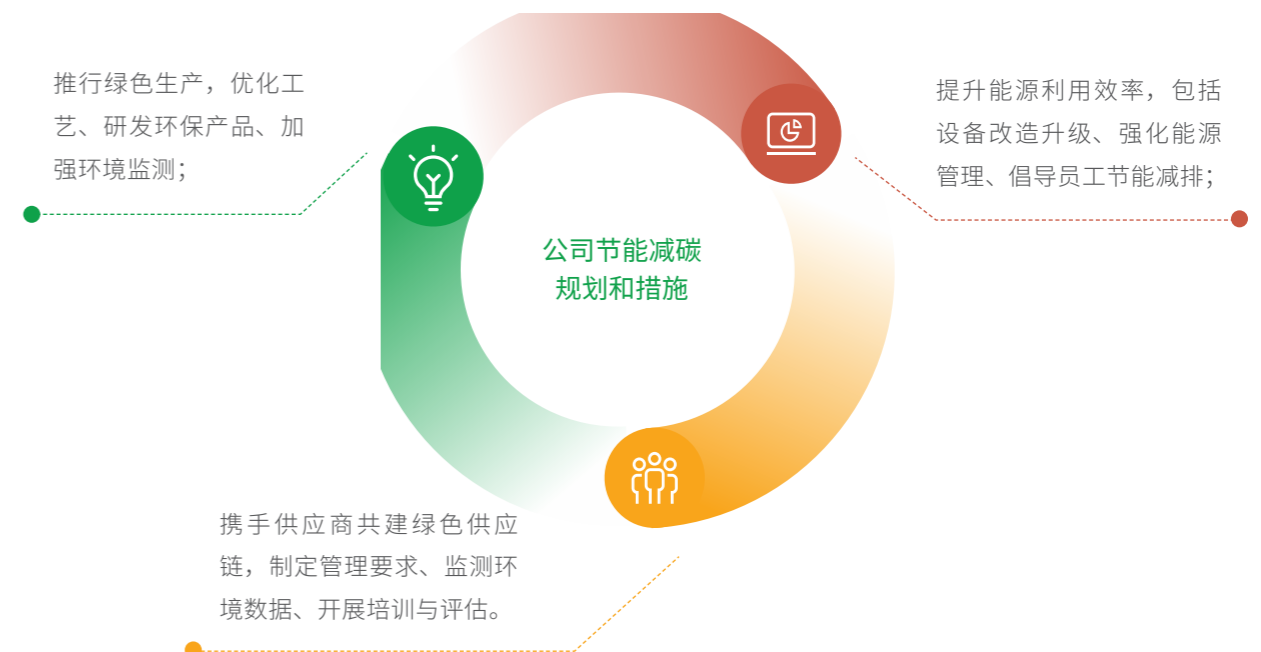 推行绿色生产，优化工
艺、研发环保产品、加
强环境监测；
提升能源利用效率，包括
设备改造升级、强化能源
管理、倡导员工节能减排；
公司节能减碳
规划和措施
携手供应商共建绿色供应
链，制定管理要求、监测环
境数据、开展培训与评估。